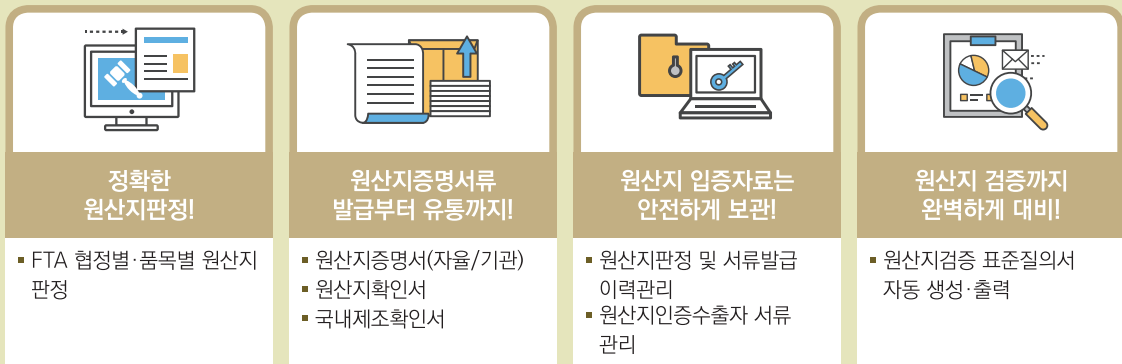 정확한
원산지판정!
▪ FTA 협정별·품목별 원산지
판정
원산지증명서류
발급부터 유통까지!
▪ 원산지증명서(자율/기관)
▪ 원산지확인서
▪ 국내제조확인서
원산지 입증자료는
안전하게 보관!
▪ 원산지판정 및 서류발급
이력관리
▪ 원산지인증수출자 서류
관리
원산지 검증까지
완벽하게 대비!
▪ 원산지검증 표준질의서
자동 생성·출력